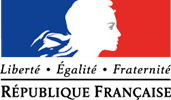 Liberté • Égalité • Fraternité
RÉPUBLIQUE FRANÇAISE